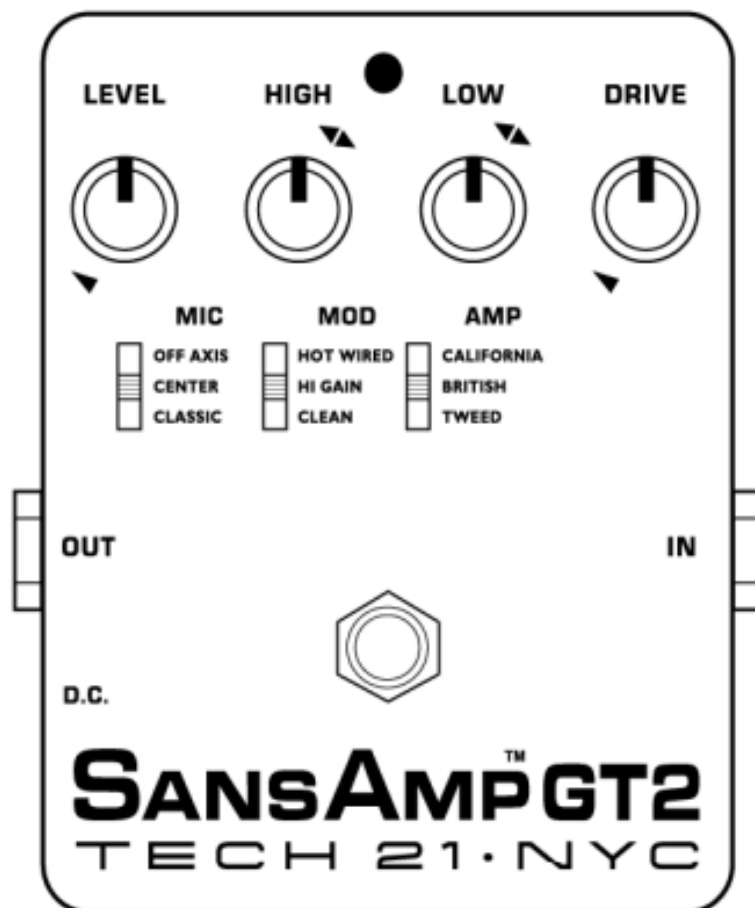 LEVEL HIGH LOW DRIVE
MIC MOD AMP
OFF AXIS HOT WIRED CALIFORNIA
CENTER HI GAIN BRITISH
CLASSIC CLEAN TWEED
OUT IN
D.C.
SANSAMP™ GT2
TECH 21·NYC